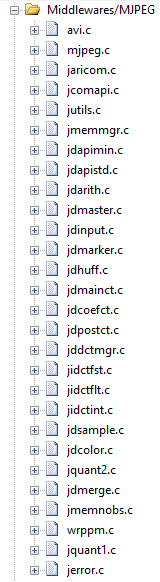 Middlewares/MJPEG
avi.c
mjpeg.c
jaricom.c
jcomapi.c
jutils.c
jmemmgr.c
jdapimin.c
jdapistd.c
jdarith.c
jdmaster.c
jdinput.c
jdmarker.c
jdhuff.c
jdmainct.c
jdcoefct.c
jdpostct.c
jddctmgr.c
jidctfst.c
jidctflt.c
jidctint.c
jdsample.c
jdcolor.c
jquant2.c
jdmerge.c
jmemnobs.c
wrppm.c
jquant1.c
jerror.c